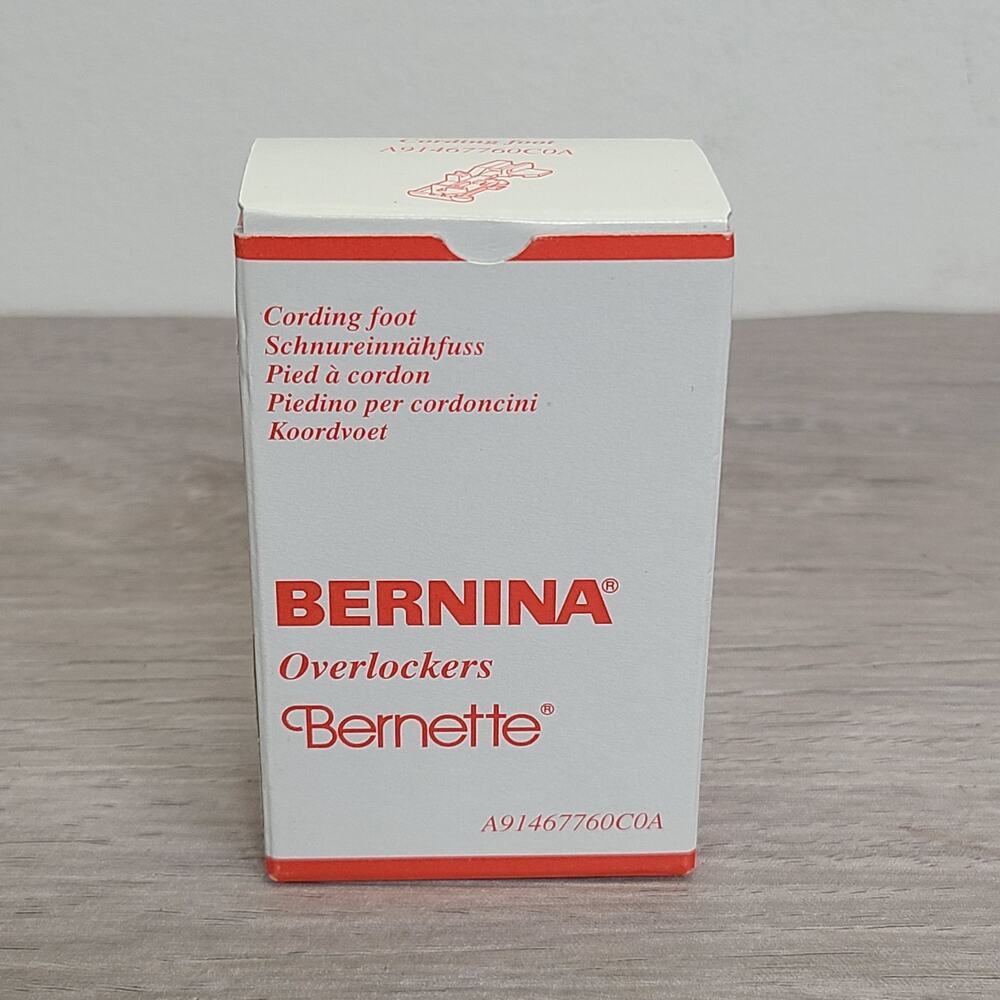 Cording foot
A91467760C0A
Cording foot
Schnureinnähfuss
Pied à cordon
Piedino per cordoncini
Koordvoet
BERNINA®
Overlockers
Bernette®
A91467760C0A